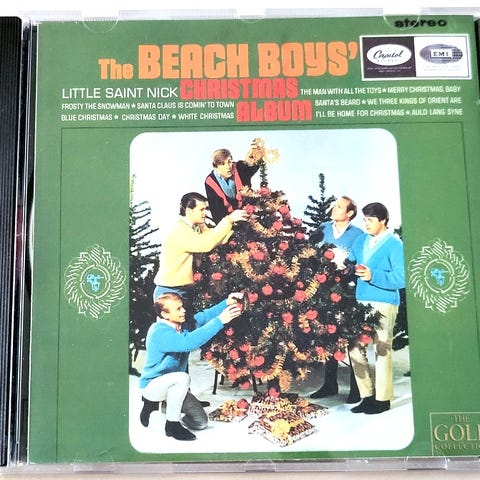 stereo
The BEACH BOYS'
Capitol
EMI
LITTLE SAINT NICK CHRISTMAS THE MAN WITH ALL THE TOYS ★ MERRY CHRISTMAS, BABY
FROSTY THE SNOWMAN ★ SANTA CLAUS IS COMIN' TO TOWN ALBUM SANTA'S BEARD ★ WE THREE KINGS OF ORIENT ARE
BLUE CHRISTMAS ★ CHRISTMAS DAY ★ WHITE CHRISTMAS I'LL BE HOME FOR CHRISTMAS ★ AULD LANG SYNE
THE
GOLD